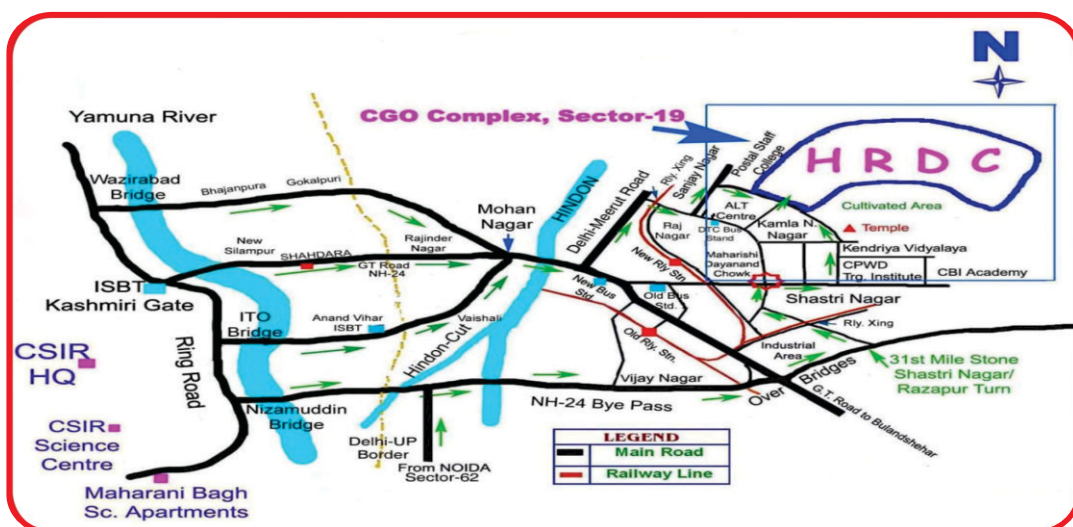 N
Yamuna River
CGO Complex, Sector-19
Postal Staff
College
HRDC
Wazirabad
Bridge
Bhajanpura
Gokalpuri
Mohan
Nagar
HINDON
Delhi-Meerut Road
Rly. Xing
Sanjay Nagar
ALT
Centre
Cultivated Area
Raj
Nagar
DTC Bus
Stand
Kamla N.
Nagar
Temple
New
Silampur
SHAHDARA
Rajinder
Nagar
GT Road
NH-24
New Rly Stn.
Maharishi
Dayanand
Chowk
Kendriya Vidyalaya
CPWD
Trg. Institute
CBI Academy
ISBT
Kashmiri Gate
New Bus
Std.
Old Bus
Std.
Shastri Nagar
ITO
Bridge
Anand Vihar
ISBT
Vaishali
Hindon-Cut
Old Rly. Stn.
Rly. Xing
Industrial
Area
CSIR
HQ
Ring Road
Vijay Nagar
Over Bridges
31st Mile Stone
Shastri Nagar/
Razapur Turn
Nizamuddin
Bridge
NH-24 Bye Pass
G.T. Road to Bulandshehar
CSIR
Science
Centre
Delhi-UP
Border
From NOIDA
Sector-62
LEGEND
Main Road
Railway Line
Maharani Bagh
Sc. Apartments